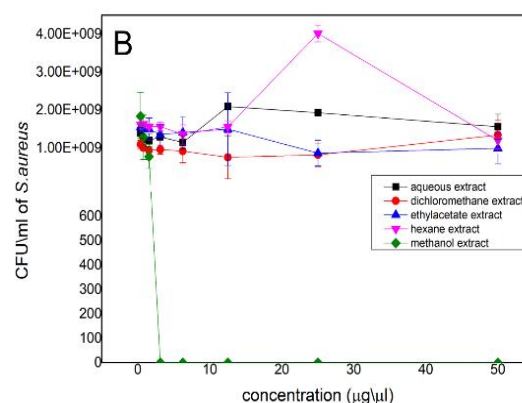 B
4.00E+009
3.00E+009
2.00E+009
1.00E+009
600
500
400
300
200
100
0
CFU\ml of S.aureus
aqueous extract
dichloromethane extract
ethylacetate extract
hexane extract
methanol extract
0 10 20 30 40 50
concentration (μg\μl)